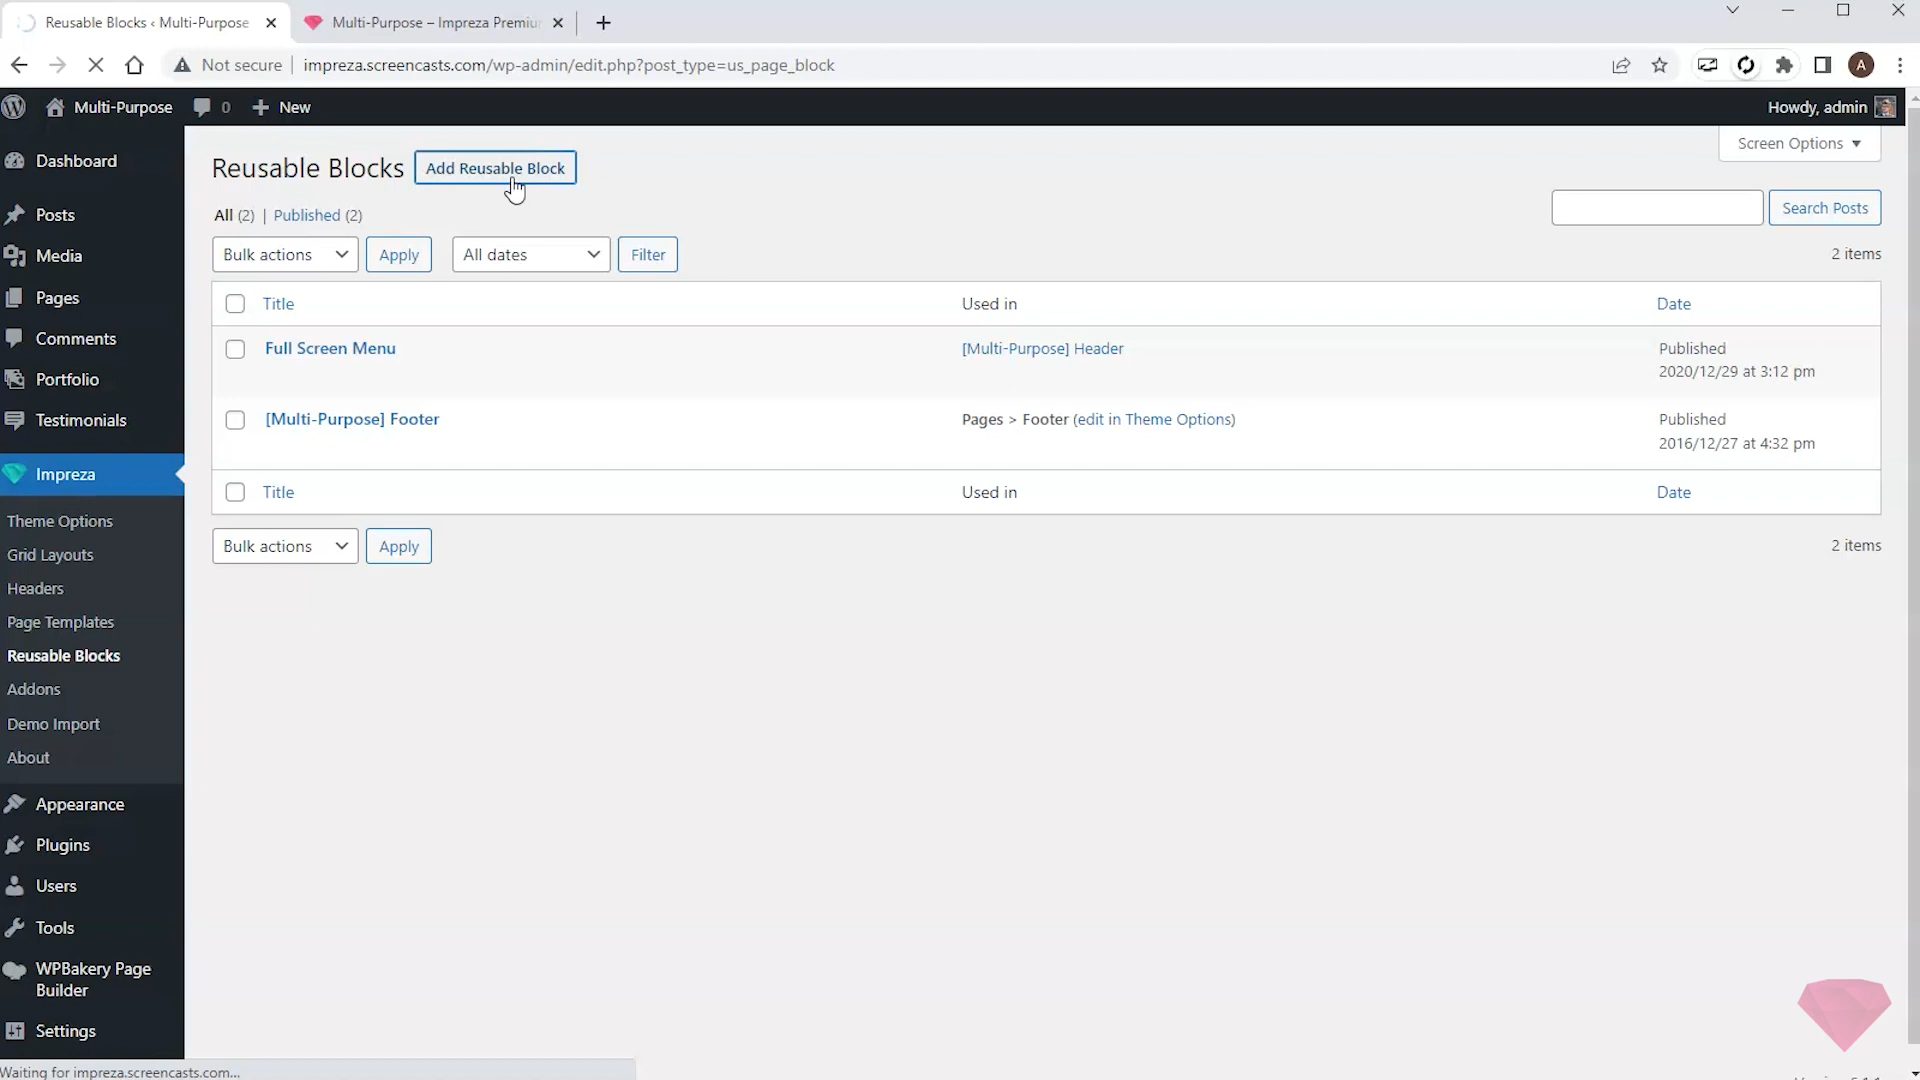 Reusable Blocks ‹ Multi-Purpose
Multi-Purpose – Impreza Premiu
Not secure
impreza.screencasts.com/wp-admin/edit.php?post_type=us_page_block
A
Multi-Purpose
0
New
Howdy, admin
Dashboard
Posts
Media
Pages
Comments
Portfolio
Testimonials
Impreza
Theme Options
Grid Layouts
Headers
Page Templates
Reusable Blocks
Addons
Demo Import
About
Appearance
Plugins
Users
Tools
WPBakery Page
Builder
Settings
Screen Options
Reusable Blocks
Add Reusable Block
All (2) | Published (2)
Search Posts
Bulk actions
Apply
All dates
Filter
2 items
Title
Used in
Date
Full Screen Menu
[Multi-Purpose] Header
Published
2020/12/29 at 3:12 pm
[Multi-Purpose] Footer
Pages > Footer (edit in Theme Options)
Published
2016/12/27 at 4:32 pm
Title
Used in
Date
Bulk actions
Apply
2 items
Waiting for impreza.screencasts.com...